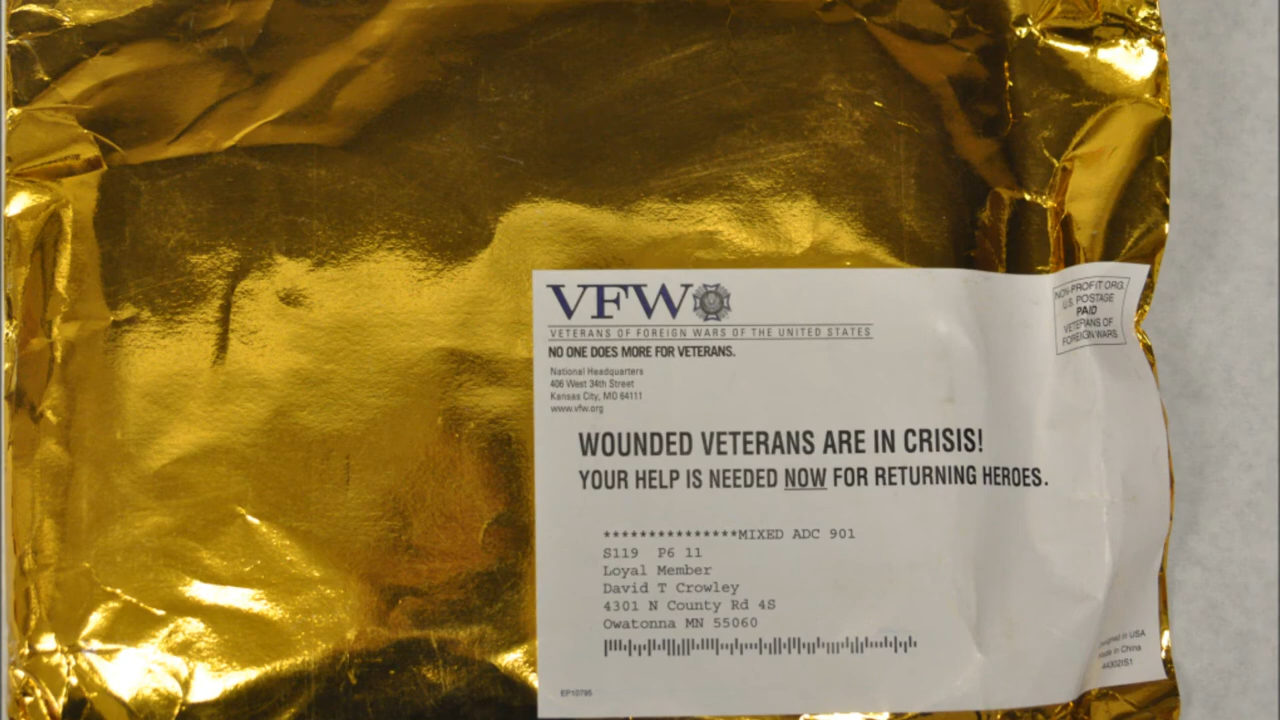 VFW
VETERANS OF FOREIGN WARS OF THE UNITED STATES
NO ONE DOES MORE FOR VETERANS.
National Headquarters
406 West 34th Street
Kansas City, MO 64111
www.vfw.org
NON-PROFIT ORG.
U.S. POSTAGE
PAID
VETERANS OF
FOREIGN WARS
WOUNDED VETERANS ARE IN CRISIS!
YOUR HELP IS NEEDED NOW FOR RETURNING HEROES.
***************MIXED ADC 901
S119 P6 11
Loyal Member
David T Crowley
4301 N County Rd 4S
Owatonna MN 55060
in USA
in China
44302IS1
EP10795